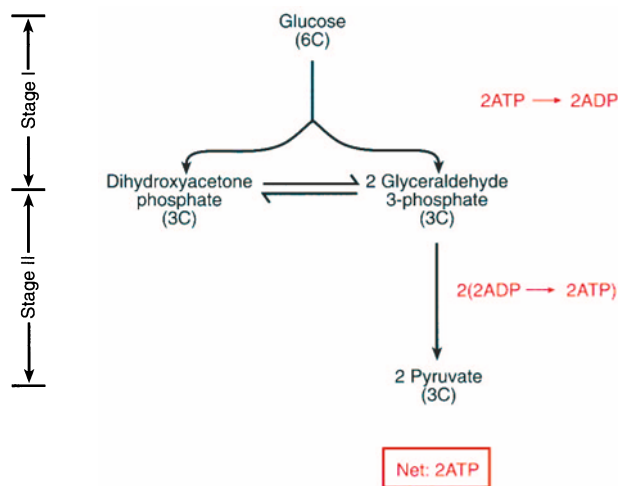 Glucose
(6C)
Stage I
2ATP → 2ADP
Dihydroxyacetone
phosphate
(3C)
2 Glyceraldehyde
3-phosphate
(3C)
Stage II
2(2ADP → 2ATP)
2 Pyruvate
(3C)
Net: 2ATP